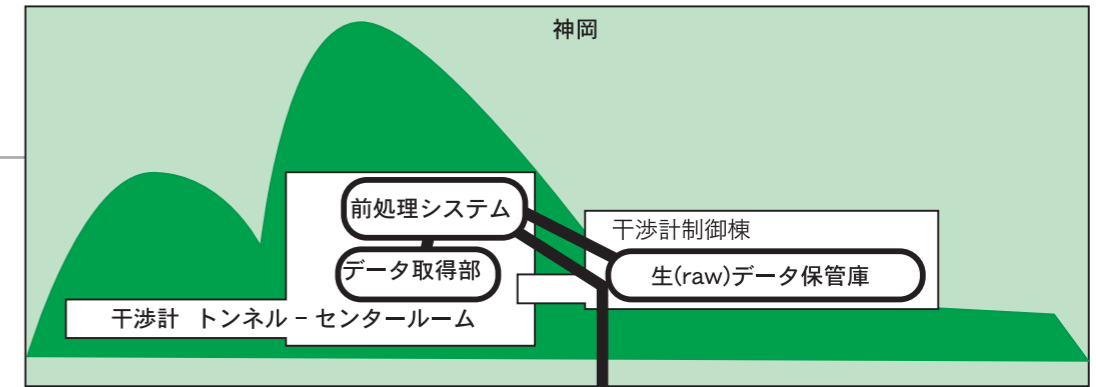 神岡
前処理システム
データ取得部
干渉計 トンネル − センタールーム
干渉計制御棟
生(raw)データ保管庫